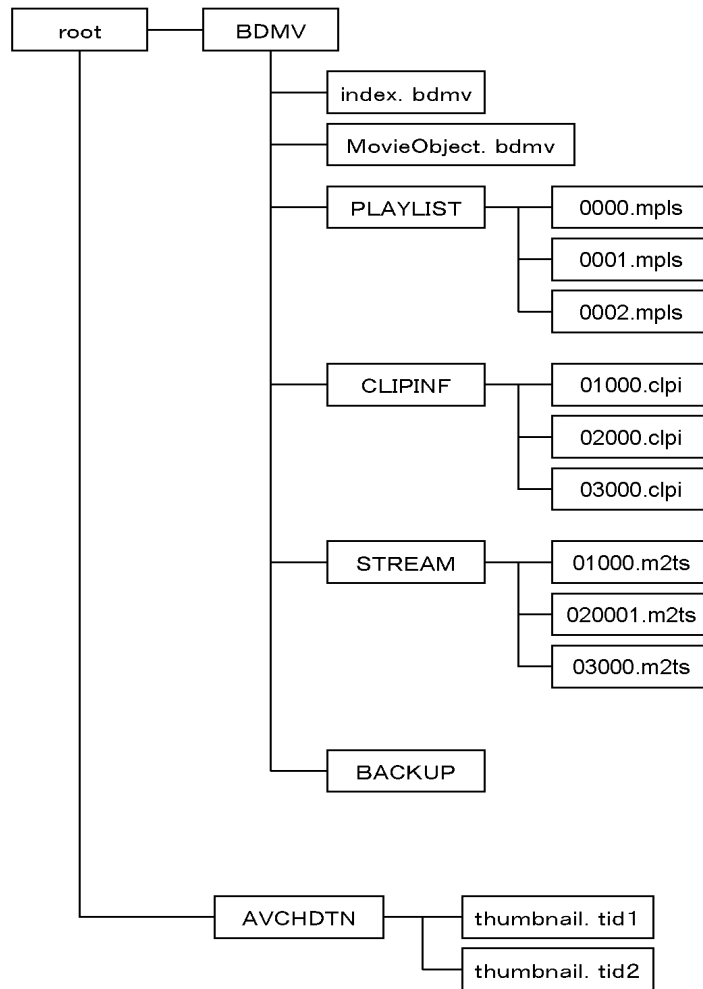 root
BDMV
index. bdmv
MovieObject. bdmv
PLAYLIST
0000.mpls
0001.mpls
0002.mpls
CLIPINF
01000.clpi
02000.clpi
03000.clpi
STREAM
01000.m2ts
020001.m2ts
03000.m2ts
BACKUP
AVCHDTN
thumbnail. tid1
thumbnail. tid2